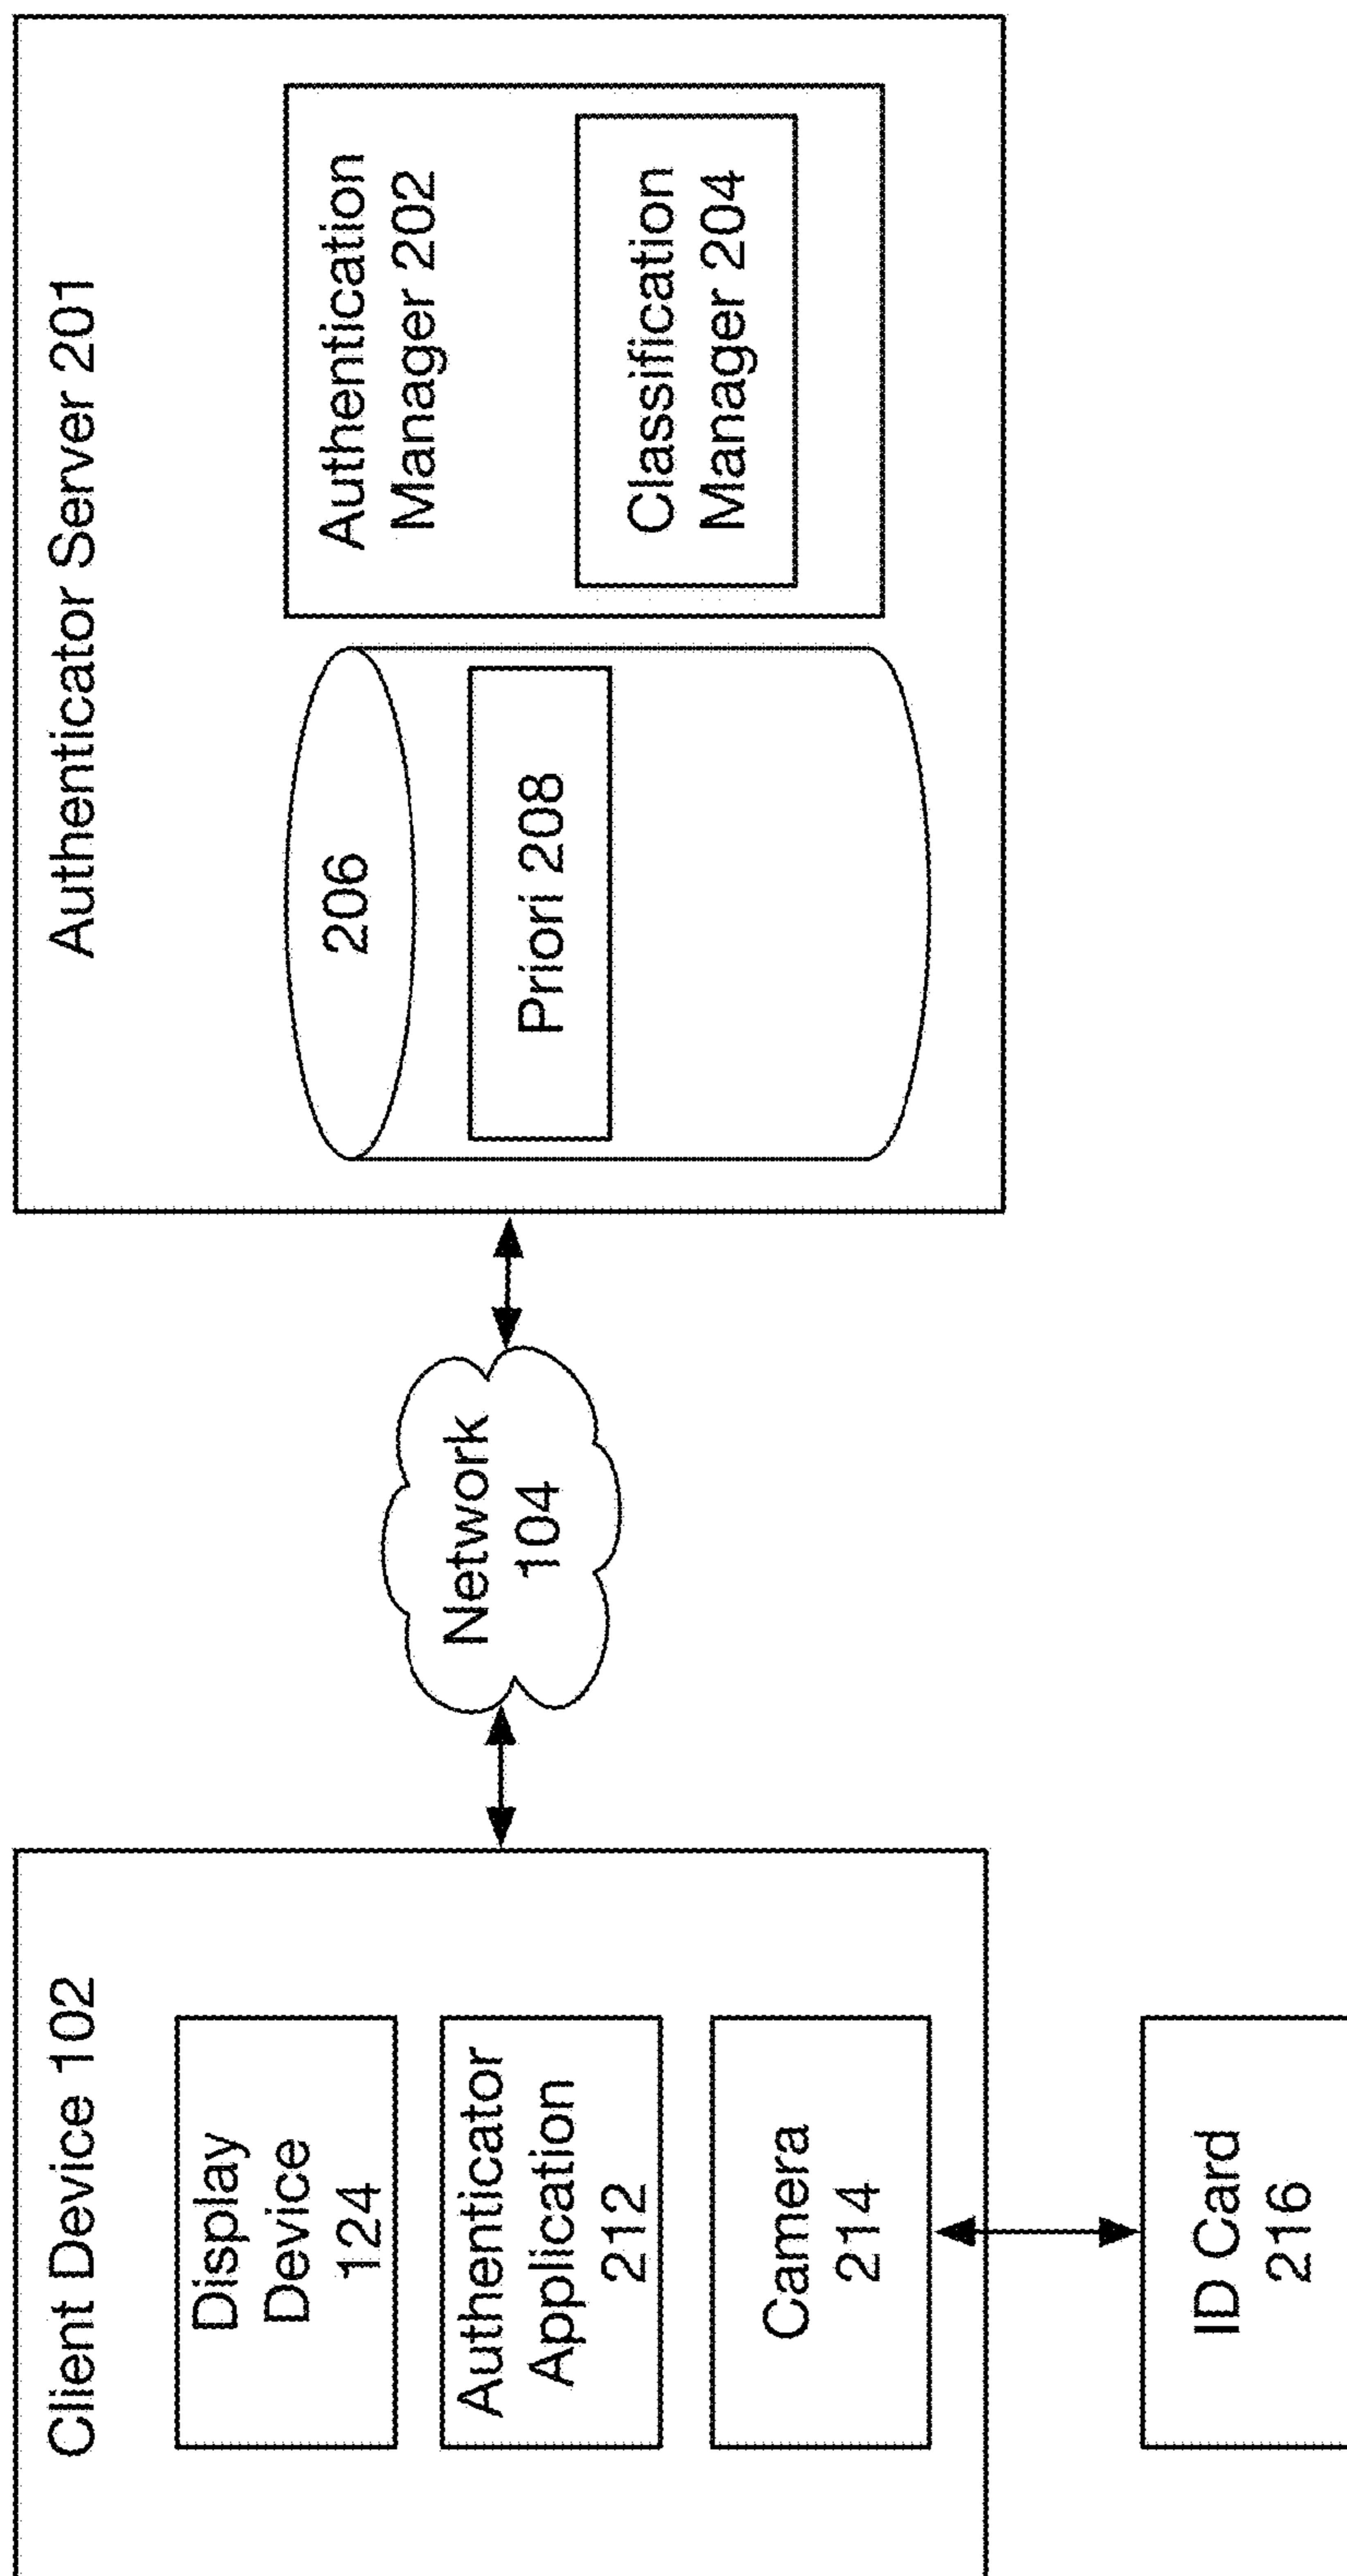 Client Device 102
Display
Device
124
Authenticator
Application
212
Camera
214
ID Card
216
Network
104
Authenticator Server 201
206
Priori 208
Authentication
Manager 202
Classification
Manager 204